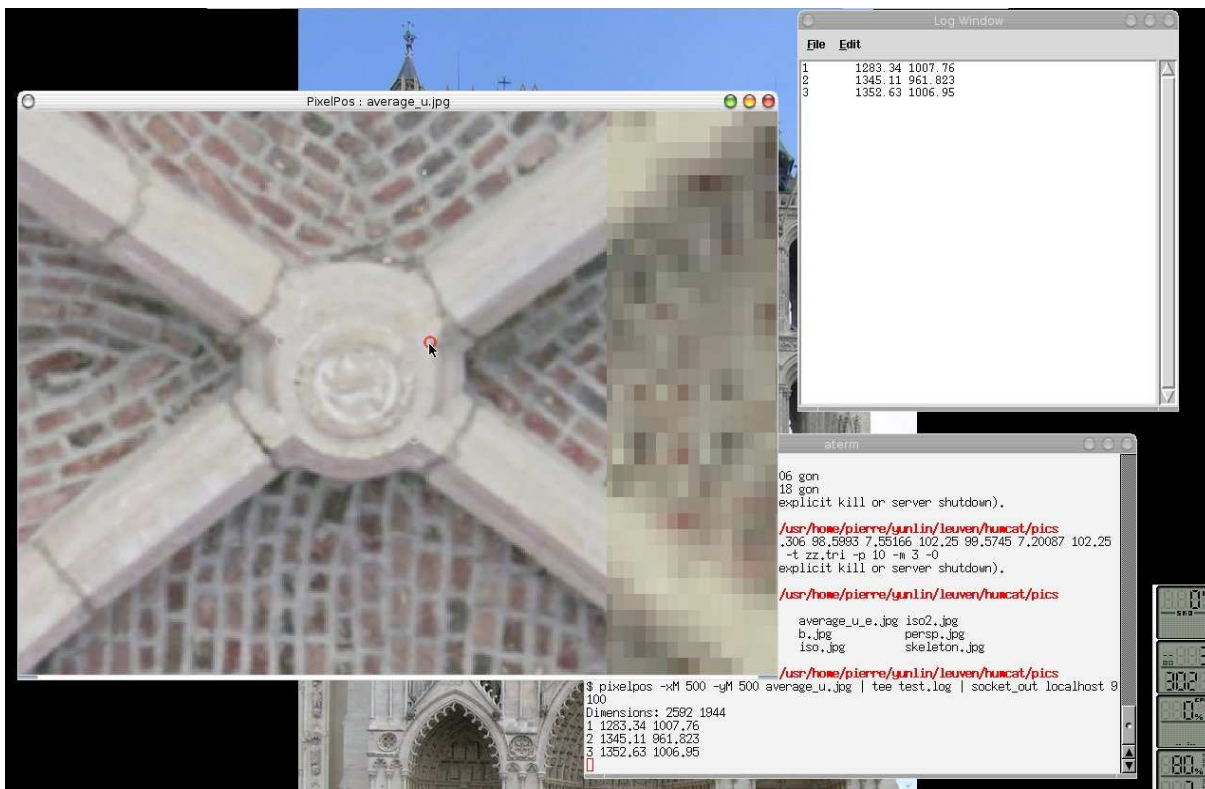 Log Window
File Edit
1 1283.34 1007.76
2 1345.11 961.823
3 1352.63 1006.95
PixelPos : average_u.jpg
aterm
06 gon
18 gon
explicit kill or server shutdown).
/usr/home/pierre/yunlin/leuven/humcat/pics
.306 98.5993 7.55166 102.25 99.5745 7.20087 102.25
-t zz.tri -p 10 -m 3 -O
explicit kill or server shutdown).
/usr/home/pierre/yunlin/leuven/humcat/pics
average_u_e.jpg iso2.jpg
b.jpg persp.jpg
iso.jpg skeleton.jpg
/usr/home/pierre/yunlin/leuven/humcat/pics
$ pixelpos -xM 500 -yM 500 average_u.jpg | tee test.log | socket_out localhost 9
100
Dimensions: 2592 1944
1 1283.34 1007.76
2 1345.11 961.823
3 1352.63 1006.95
302
0%
80%